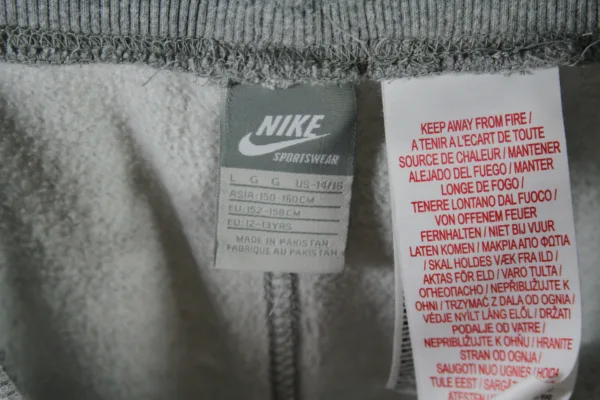 NIKE
SPORTSWEAR
L G G US-14/16
ASIA:150-160CM
EU:152-158CM
EU:12-13YRS
MADE IN PAKISTAN
FABRIQUE AU PAKISTAN
KEEP AWAY FROM FIRE /
A TENIR A L'ECART DE TOUTE
SOURCE DE CHALEUR / MANTENER
ALEJADO DEL FUEGO / MANTER
LONGE DE FOGO /
TENERE LONTANO DAL FUOCO /
VON OFFENEM FEUER
FERNHALTEN / NIET BIJ VUUR
LATEN KOMEN / ΜΑΚΡΙΑ ΑΠΟ ΦΩΤΙΑ
/ SKAL HOLDES VÆK FRA ILD /
AKTAS FÖR ELD / VARO TULTA /
ОГНЕОПАСНО / NEPŘIBLIŽUJTE K
OHNI / TRZYMAĆ Z DALA OD OGNIA /
VÉDJE NYÍLT LÁNG ELŐL / DRŽATI
PODALJE OD VATRE /
NEPRIBLIŽUJTE K OHŇU / HRANITE
STRAN OD OGNJA /
SAUGOTI NUO UGNIES / HODA
TULE EEST /